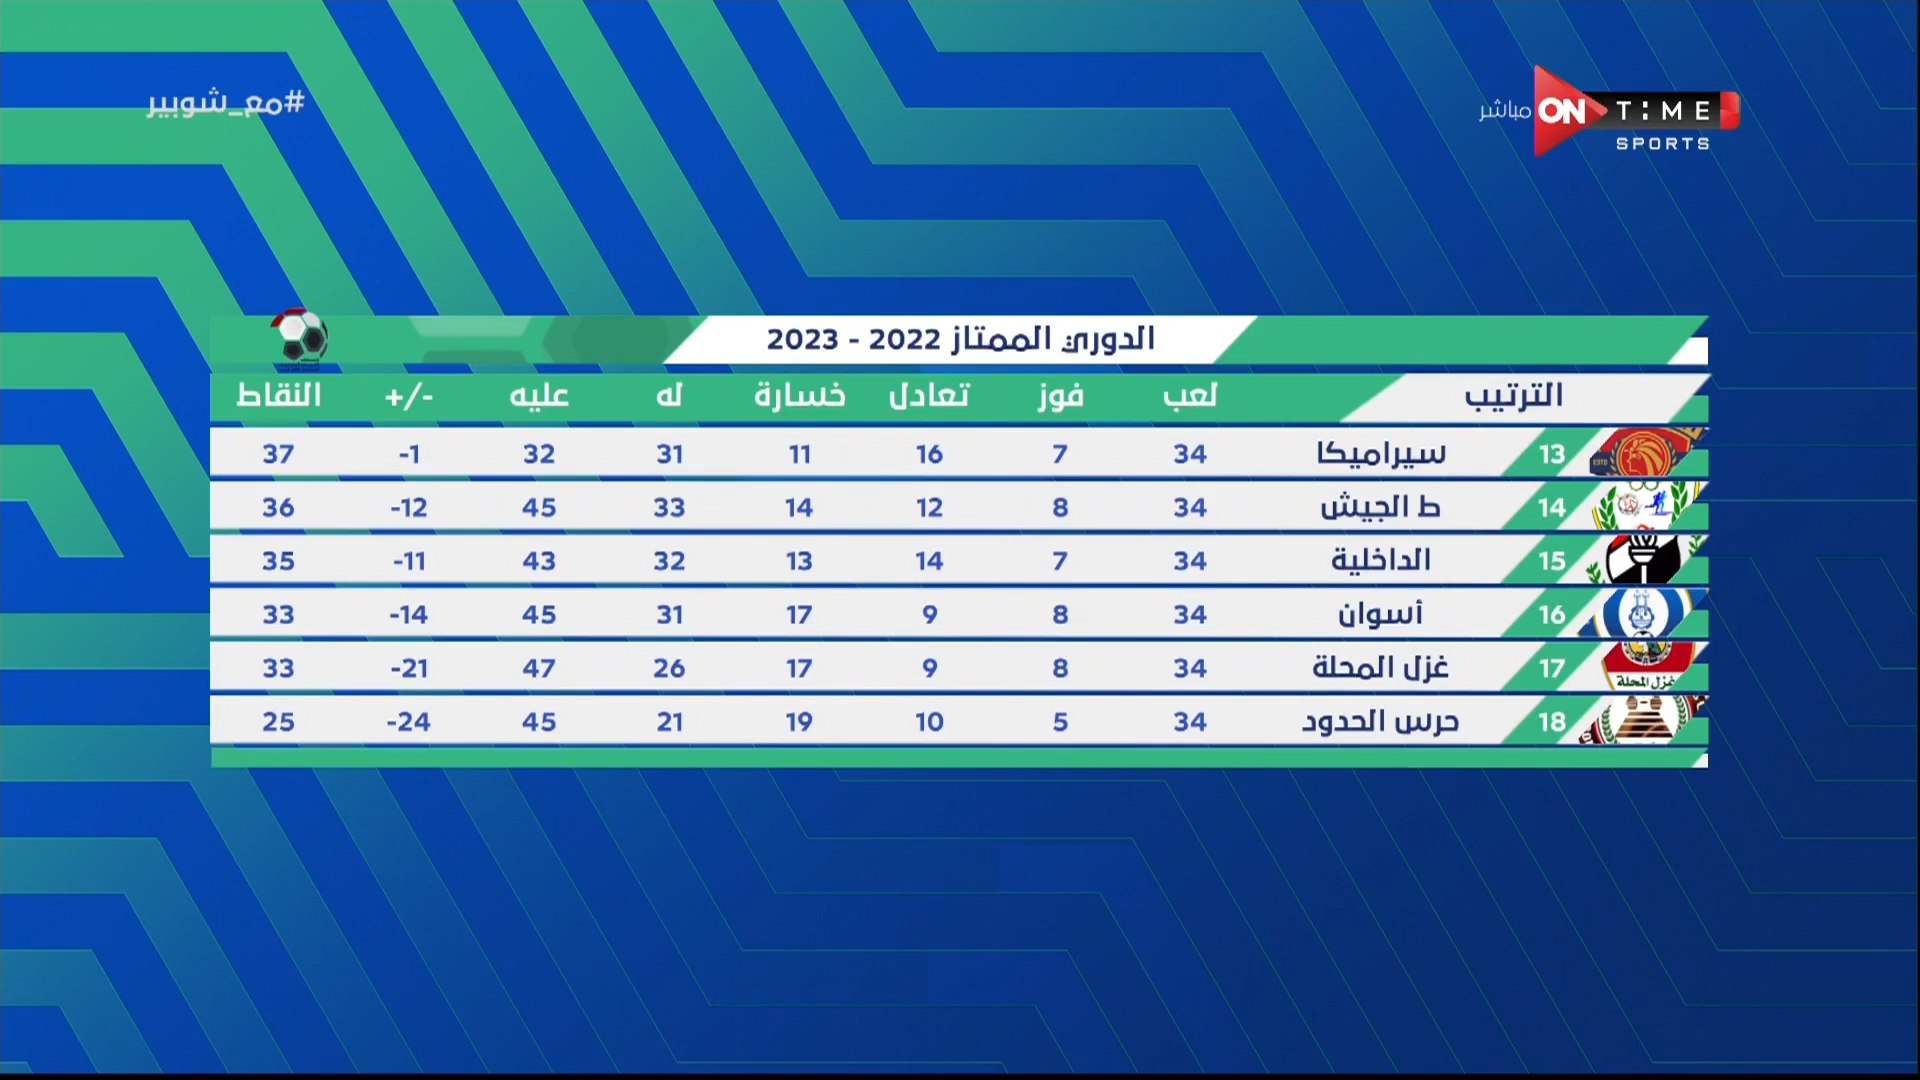 #مع_شوبير
مباشر ON TIME
SPORTS
الدوري الممتاز 2022 - 2023
الترتيب لعب فوز تعادل خسارة له عليه +/- النقاط
13 سيراميكا 34 7 16 11 31 32 -1 37
14 ط الجيش 34 8 12 14 33 45 -12 36
15 الداخلية 34 7 14 13 32 43 -11 35
16 أسوان 34 8 9 17 31 45 -14 33
17 غزل المحلة 34 8 9 17 26 47 -21 33
غزل المحلة
18 حرس الحدود 34 5 10 19 21 45 -24 25